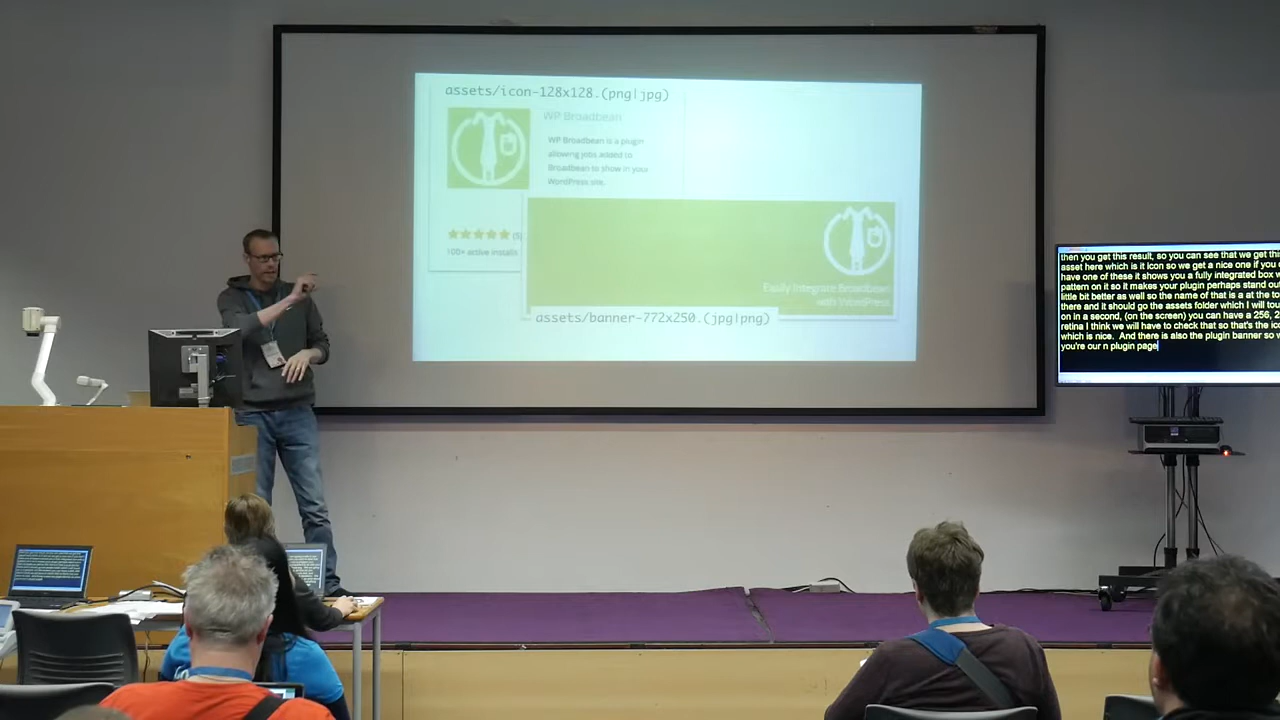 assets/icon-128x128.(png|jpg)
WP Broadbean
WP Broadbean is a plugin
allowing jobs added to
Broadbean to show in your
WordPress site.
(5)
100+ active installs
Easily Integrate Broadbean
with WordPress
assets/banner-772x250.(jpg|png)
then you get this result, so you can see that we get thi
asset here which is it icon so we get a nice one if you
have one of these it shows you a fully integrated box w
pattern on it so it makes your plugin perhaps stand out
little bit better as well so the name of that is a at the to
there and it should go the assets folder which I will tou
on in a second, (on the screen) you can have a 256, 2
retina I think we will have to check that so that's the ico
which is nice. And there is also the plugin banner so w
you're our n plugin page